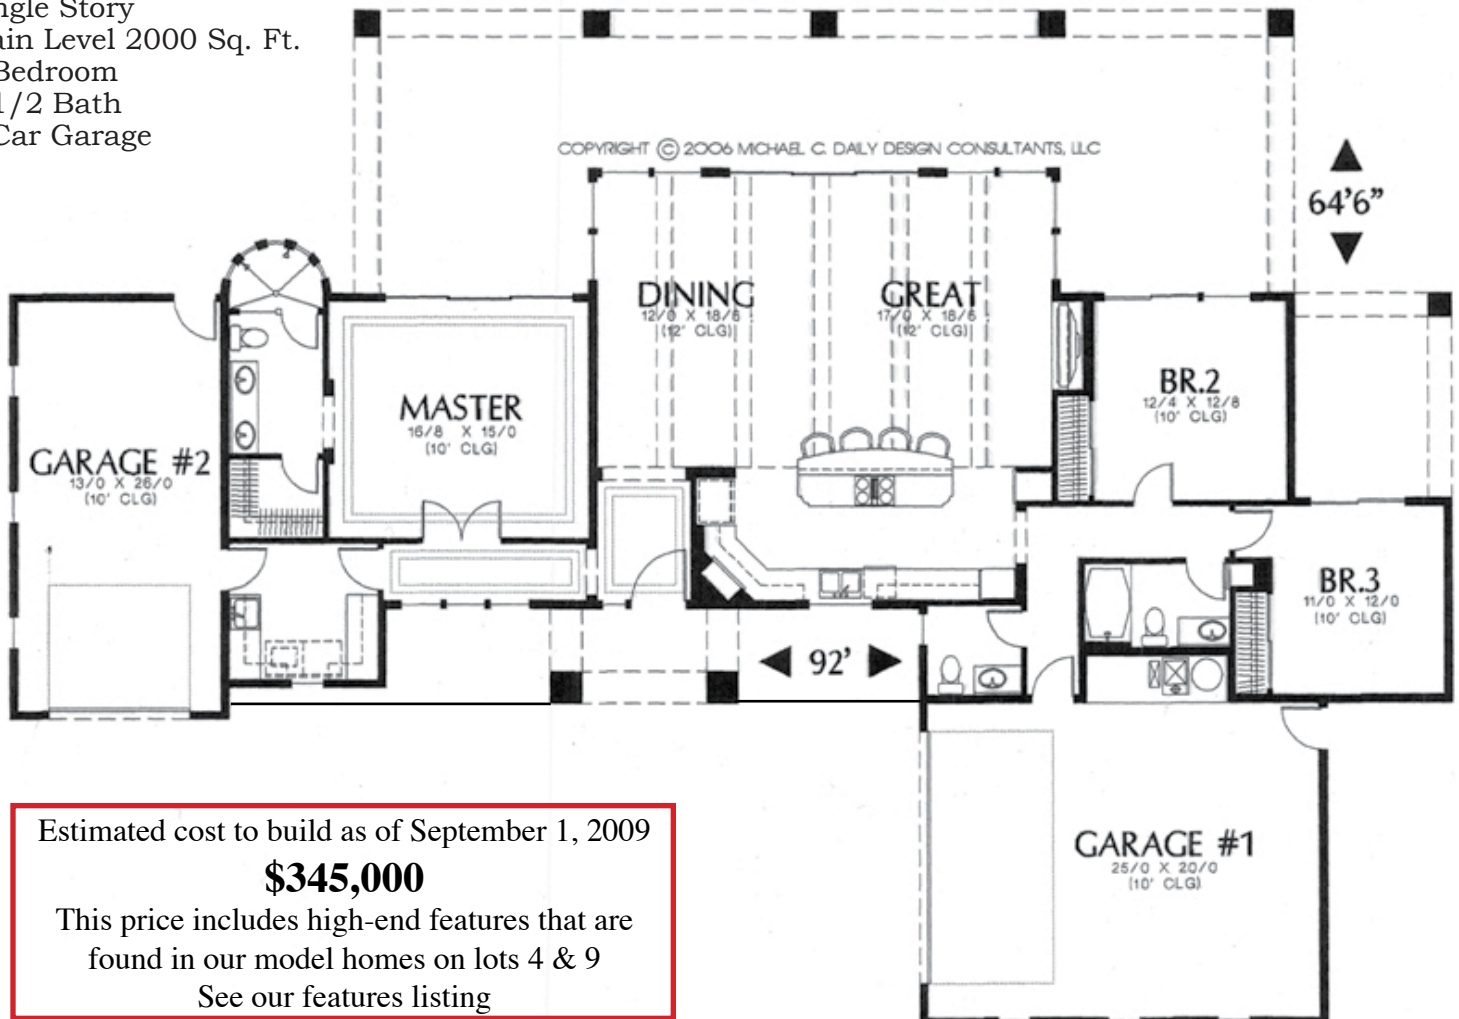 ngle Story
ain Level 2000 Sq. Ft.
Bedroom
1/2 Bath
Car Garage
COPYRIGHT © 2006 MICHAEL C. DAILY DESIGN CONSULTANTS, LLC
64'6”
DINING
12/0 X 18/6
(12' CLG)
GREAT
17/0 X 18/6
(12' CLG)
MASTER
16/8 X 15/0
(10' CLG)
BR.2
12/4 X 12/8
(10' CLG)
GARAGE #2
13/0 X 26/0
(10' CLG)
BR.3
11/0 X 12/0
(10' CLG)
92'
GARAGE #1
25/0 X 20/0
(10' CLG)
Estimated cost to build as of September 1, 2009
$345,000
This price includes high-end features that are
found in our model homes on lots 4 & 9
See our features listing